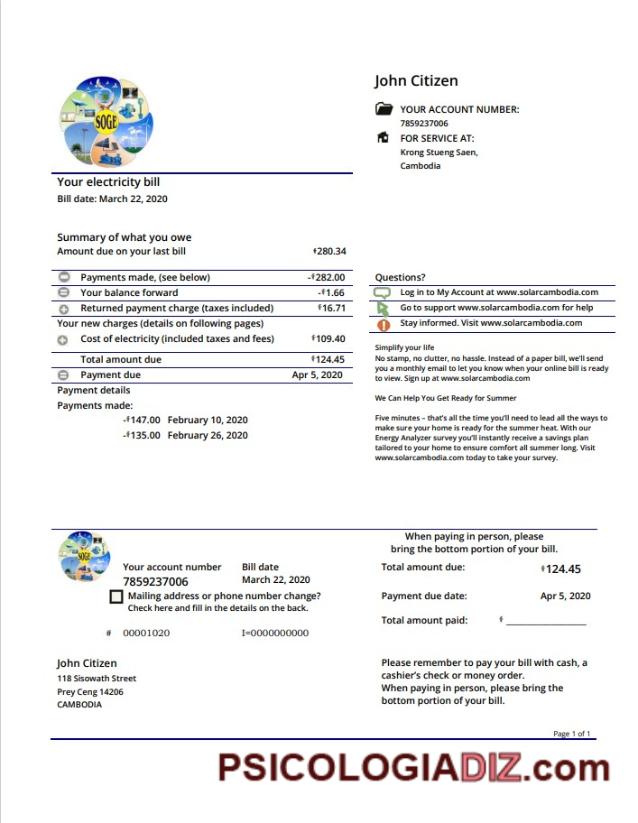 John Citizen
YOUR ACCOUNT NUMBER:
7859237006
FOR SERVICE AT:
Krong Stueng Saen,
Cambodia
SOGE
Your electricity bill
Bill date: March 22, 2020
Summary of what you owe
Amount due on your last bill ៛280.34
Payments made, (see below) -៛282.00
Your balance forward -៛1.66
Returned payment charge (taxes included) ៛16.71
Your new charges (details on following pages)
Cost of electricity (included taxes and fees) ៛109.40
Total amount due ៛124.45
Payment due Apr 5, 2020
Payment details
Payments made:
-៛147.00 February 10, 2020
-៛135.00 February 26, 2020
Questions?
Log in to My Account at www.solarcambodia.com
Go to support www.solarcambodia.com for help
Stay informed. Visit www.solarcambodia.com
Simplify your life
No stamp, no clutter, no hassle. Instead of a paper bill, we'll send
you a monthly email to let you know when your online bill is ready
to view. Sign up at www.solarcambodia.com
We Can Help You Get Ready for Summer
Five minutes – that's all the time you'll need to lead all the ways to
make sure your home is ready for the summer heat. With our
Energy Analyzer survey you'll instantly receive a savings plan
tailored to your home to ensure comfort all summer long. Visit
www.solarcambodia.com today to take your survey.
SOGE
Your account number Bill date
7859237006 March 22, 2020
Mailing address or phone number change?
Check here and fill in the details on the back.
# 00001020 I=0000000000
John Citizen
118 Sisowath Street
Prey Ceng 14206
CAMBODIA
When paying in person, please
bring the bottom portion of your bill.
Total amount due: ៛124.45
Payment due date: Apr 5, 2020
Total amount paid: ៛ ________________
Please remember to pay your bill with cash, a
cashier's check or money order.
When paying in person, please bring the
bottom portion of your bill.
Page 1 of 1
PSICOLOGIADIZ.com